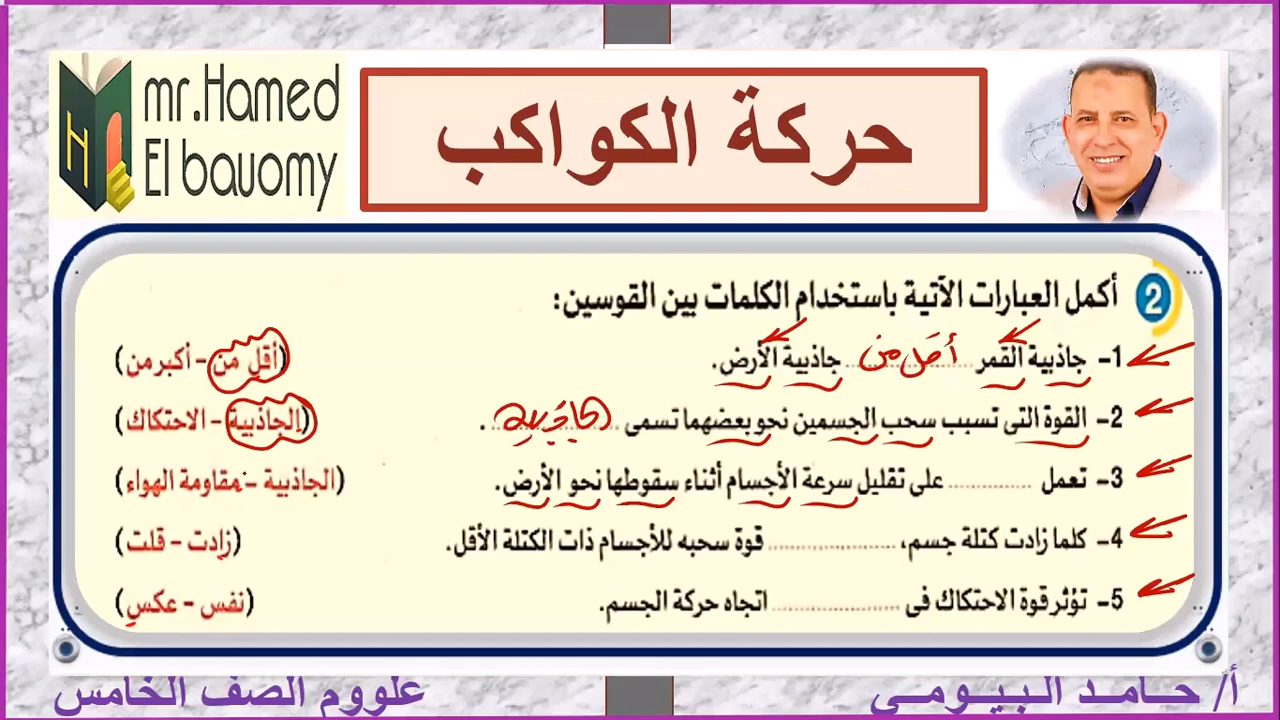 mr.Hamed
El bauomy
حركة الكواكب
2 أكمل العبارات الآتية باستخدام الكلمات بين القوسين:
1- جاذبية القمر أقل من جاذبية الأرض. (أقل من - أكبر من)
2- القوة التى تسبب سحب الجسمين نحو بعضهما تسمى الجاذبية. (الجاذبية - الاحتكاك)
3- تعمل ............ على تقليل سرعة الأجسام أثناء سقوطها نحو الأرض. (الجاذبية - مقاومة الهواء)
4- كلما زادت كتلة جسم، .................. قوة سحبه للأجسام ذات الكتلة الأقل. (زادت - قلت)
5- تؤثر قوة الاحتكاك فى .................. اتجاه حركة الجسم. (نفس - عكس)
علووم الصف الخامس
أ/ حامد البيومى